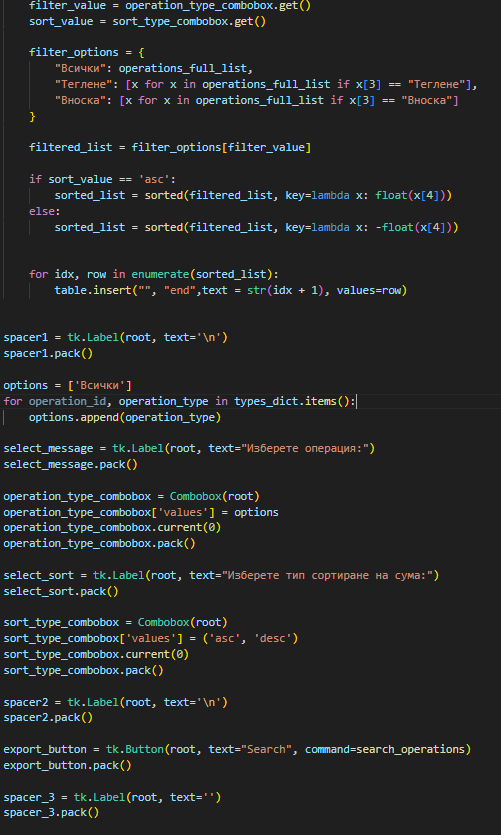 filter_value = operation_type_combobox.get()
sort_value = sort_type_combobox.get()
filter_options = {
"Всички": operations_full_list,
"Теглене": [x for x in operations_full_list if x[3] == "Теглене"],
"Вноска": [x for x in operations_full_list if x[3] == "Вноска"]
}
filtered_list = filter_options[filter_value]
if sort_value == 'asc':
sorted_list = sorted(filtered_list, key=lambda x: float(x[4]))
else:
sorted_list = sorted(filtered_list, key=lambda x: -float(x[4]))
for idx, row in enumerate(sorted_list):
table.insert("", "end",text = str(idx + 1), values=row)
spacer1 = tk.Label(root, text='\n')
spacer1.pack()
options = ['Всички']
for operation_id, operation_type in types_dict.items():
options.append(operation_type)
select_message = tk.Label(root, text="Изберете операция:")
select_message.pack()
operation_type_combobox = Combobox(root)
operation_type_combobox['values'] = options
operation_type_combobox.current(0)
operation_type_combobox.pack()
select_sort = tk.Label(root, text="Изберете тип сортиране на сума:")
select_sort.pack()
sort_type_combobox = Combobox(root)
sort_type_combobox['values'] = ('asc', 'desc')
sort_type_combobox.current(0)
sort_type_combobox.pack()
spacer2 = tk.Label(root, text='\n')
spacer2.pack()
export_button = tk.Button(root, text="Search", command=search_operations)
export_button.pack()
spacer_3 = tk.Label(root, text='')
spacer_3.pack()